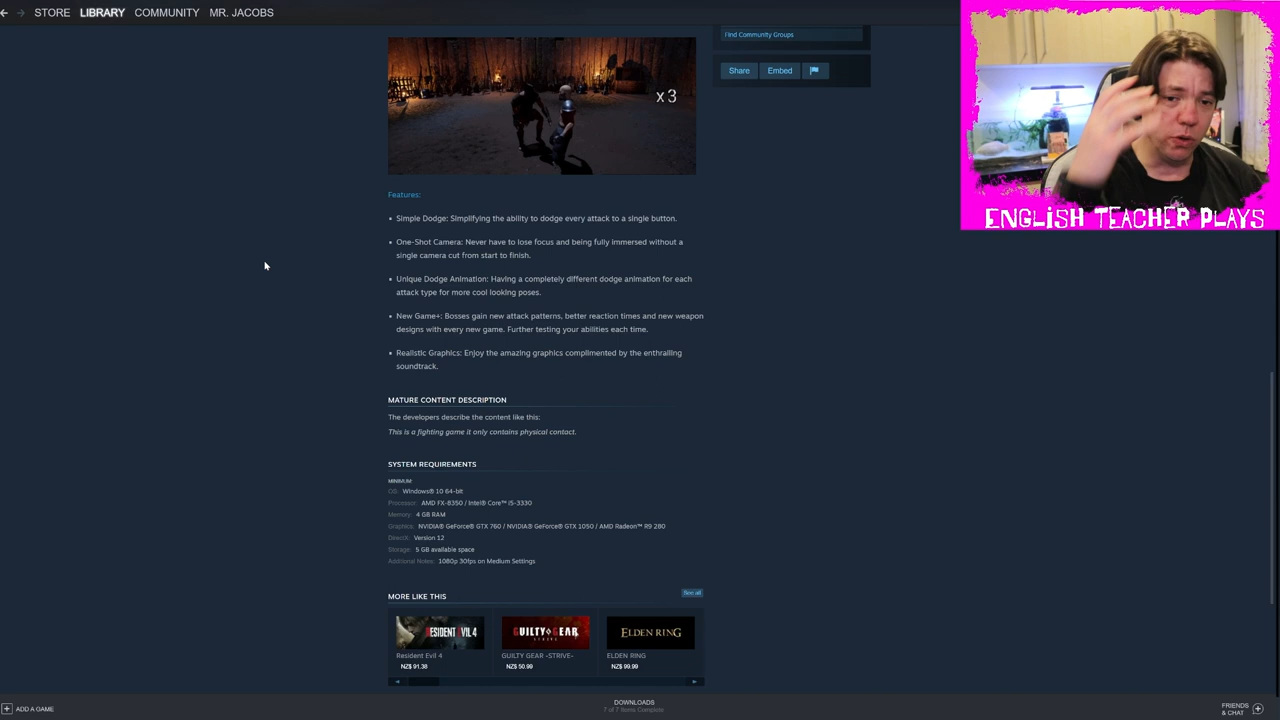 STORE LIBRARY COMMUNITY MR. JACOBS
Find Community Groups
Share Embed
x3
ENGLISH TEACHER PLAYS
Features:
Simple Dodge: Simplifying the ability to dodge every attack to a single button.
One-Shot Camera: Never have to lose focus and being fully immersed without a
single camera cut from start to finish.
Unique Dodge Animation: Having a completely different dodge animation for each
attack type for more cool looking poses.
New Game+: Bosses gain new attack patterns, better reaction times and new weapon
designs with every new game. Further testing your abilities each time.
Realistic Graphics: Enjoy the amazing graphics complimented by the enthralling
soundtrack.
MATURE CONTENT DESCRIPTION
The developers describe the content like this:
This is a fighting game it only contains physical contact.
SYSTEM REQUIREMENTS
MINIMUM:
OS: Windows® 10 64-bit
Processor: AMD FX-8350 / Intel® Core™ i5-3330
Memory: 4 GB RAM
Graphics: NVIDIA® GeForce® GTX 760 / NVIDIA® GeForce® GTX 1050 / AMD Radeon™ R9 280
DirectX: Version 12
Storage: 5 GB available space
Additional Notes: 1080p 30fps on Medium Settings
MORE LIKE THIS
See all
RESIDENT EVIL 4
GUILTY GEAR STRIVE
ELDEN RING
Resident Evil 4
GUILTY GEAR -STRIVE-
ELDEN RING
NZ$ 91.38
NZ$ 50.99
NZ$ 99.99
ADD A GAME
DOWNLOADS
7 of 7 Items Complete
FRIENDS
& CHAT